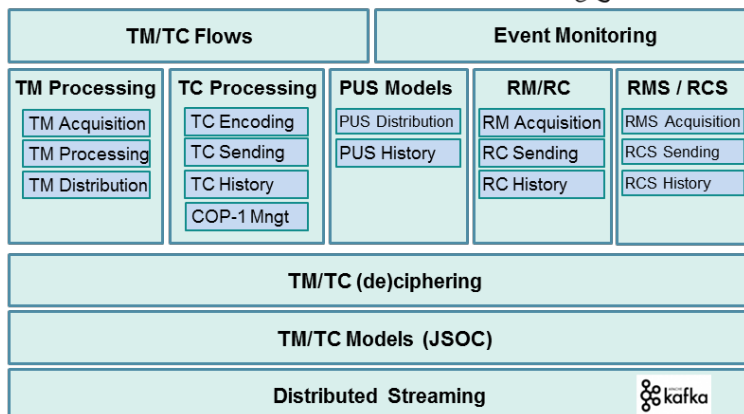 TM/TC Flows
Event Monitoring
TM Processing
TM Acquisition
TM Processing
TM Distribution
TC Processing
TC Encoding
TC Sending
TC History
COP-1 Mngt
PUS Models
PUS Distribution
PUS History
RM/RC
RM Acquisition
RC Sending
RC History
RMS / RCS
RMS Acquisition
RCS Sending
RCS History
TM/TC (de)ciphering
TM/TC Models (JSOC)
Distributed Streaming
kafka